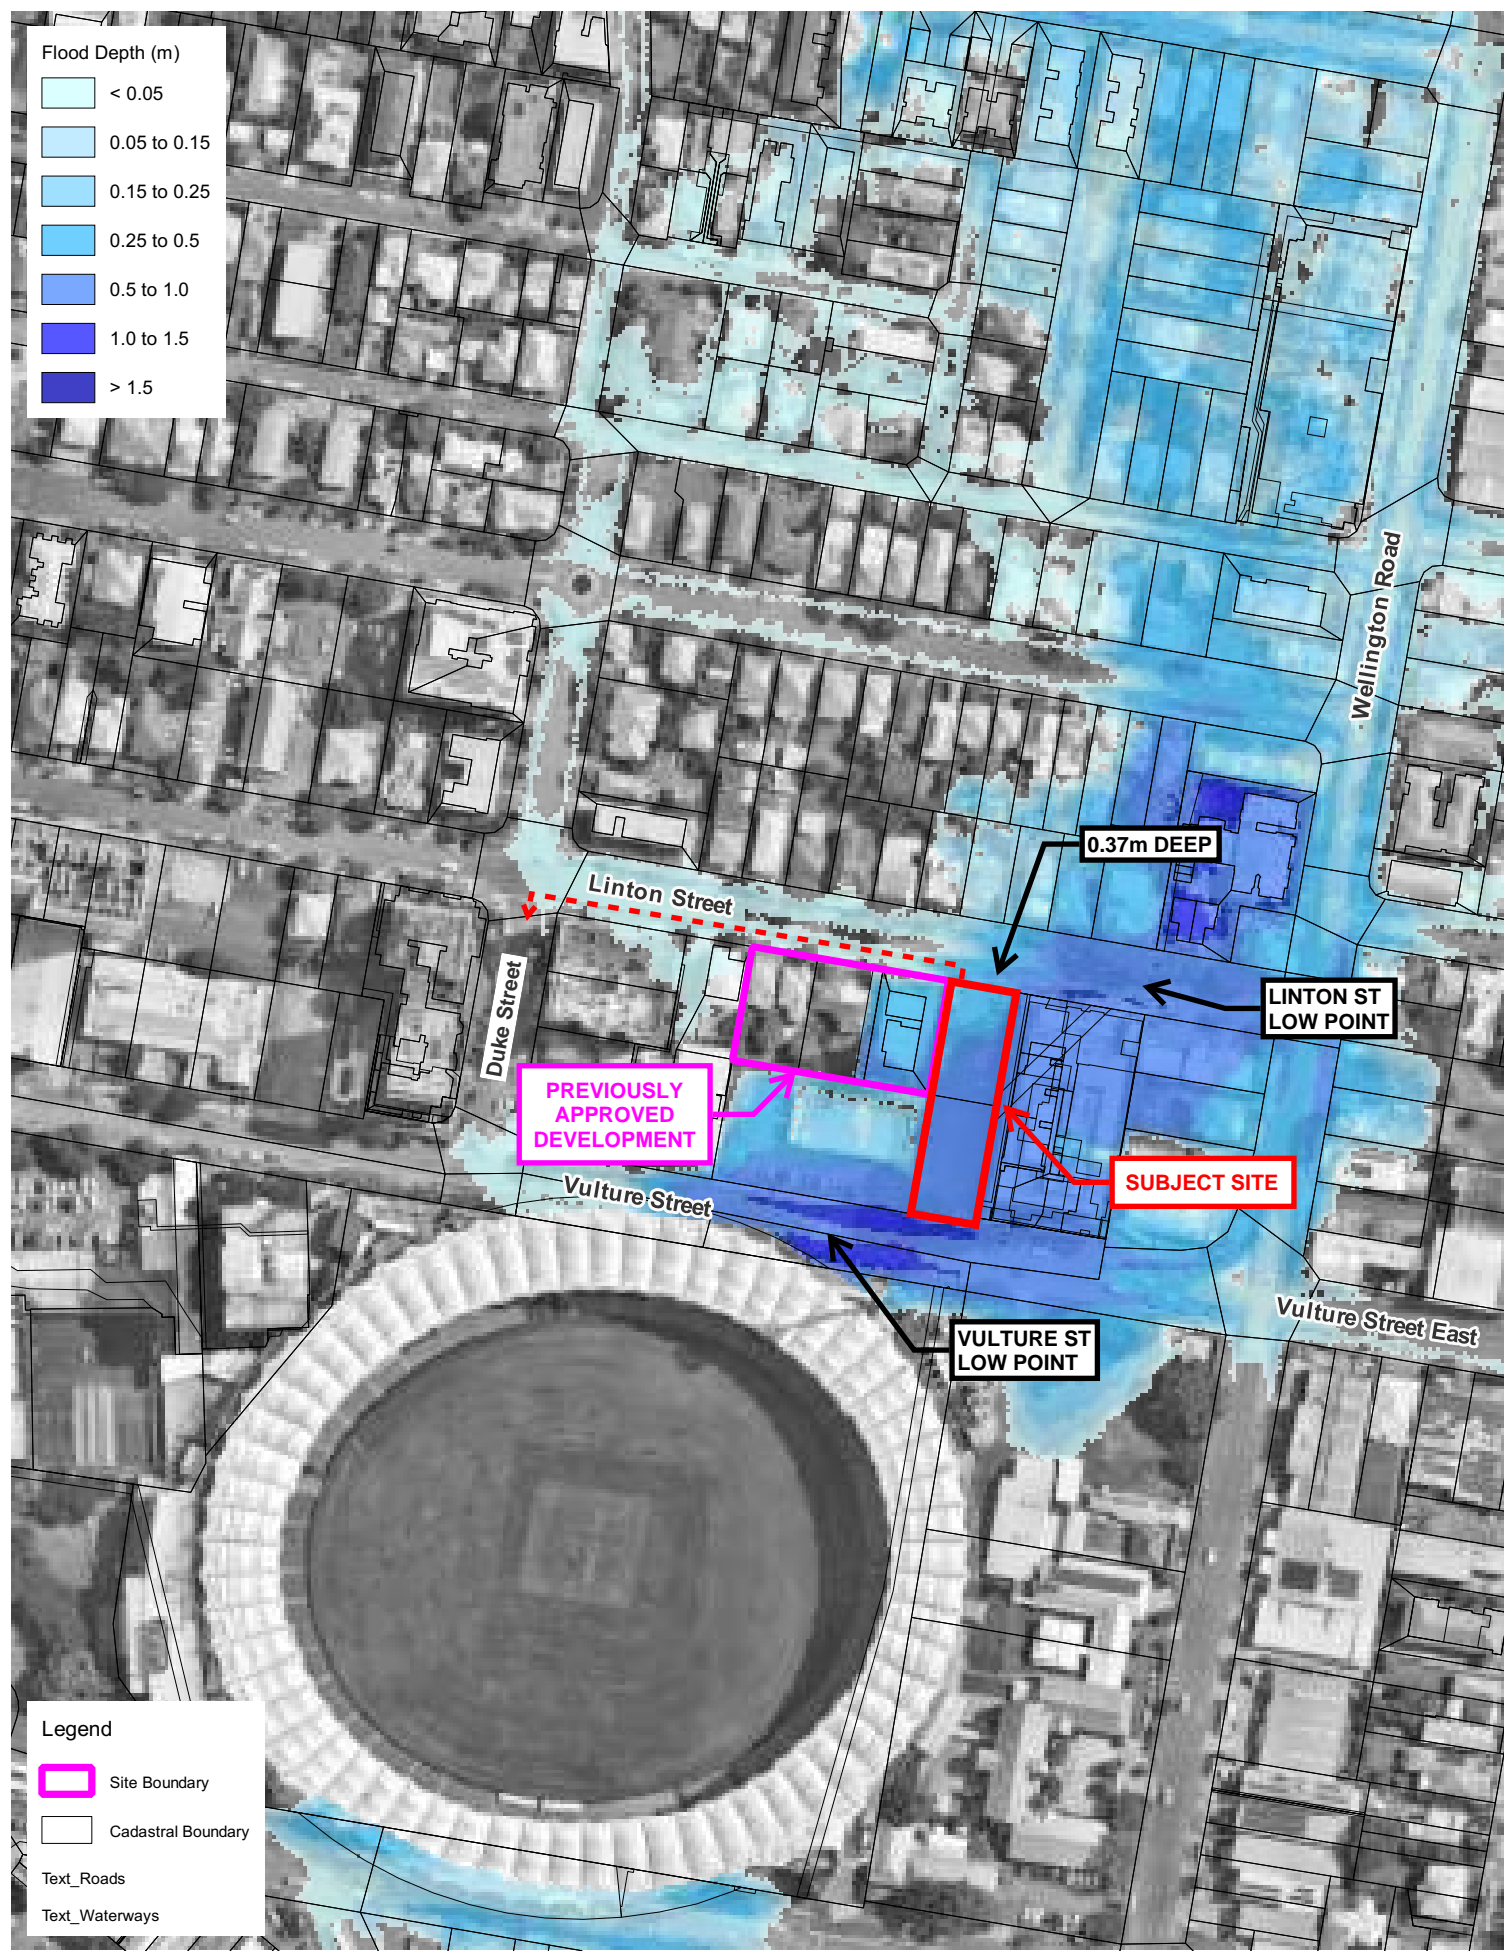 Flood Depth (m)
< 0.05
0.05 to 0.15
0.15 to 0.25
0.25 to 0.5
0.5 to 1.0
1.0 to 1.5
> 1.5
Wellington Road
0.37m DEEP
Linton Street
LINTON ST
LOW POINT
Duke Street
PREVIOUSLY
APPROVED
DEVELOPMENT
SUBJECT SITE
Vulture Street
Vulture Street East
VULTURE ST
LOW POINT
Legend
Site Boundary
Cadastral Boundary
Text_Roads
Text_Waterways